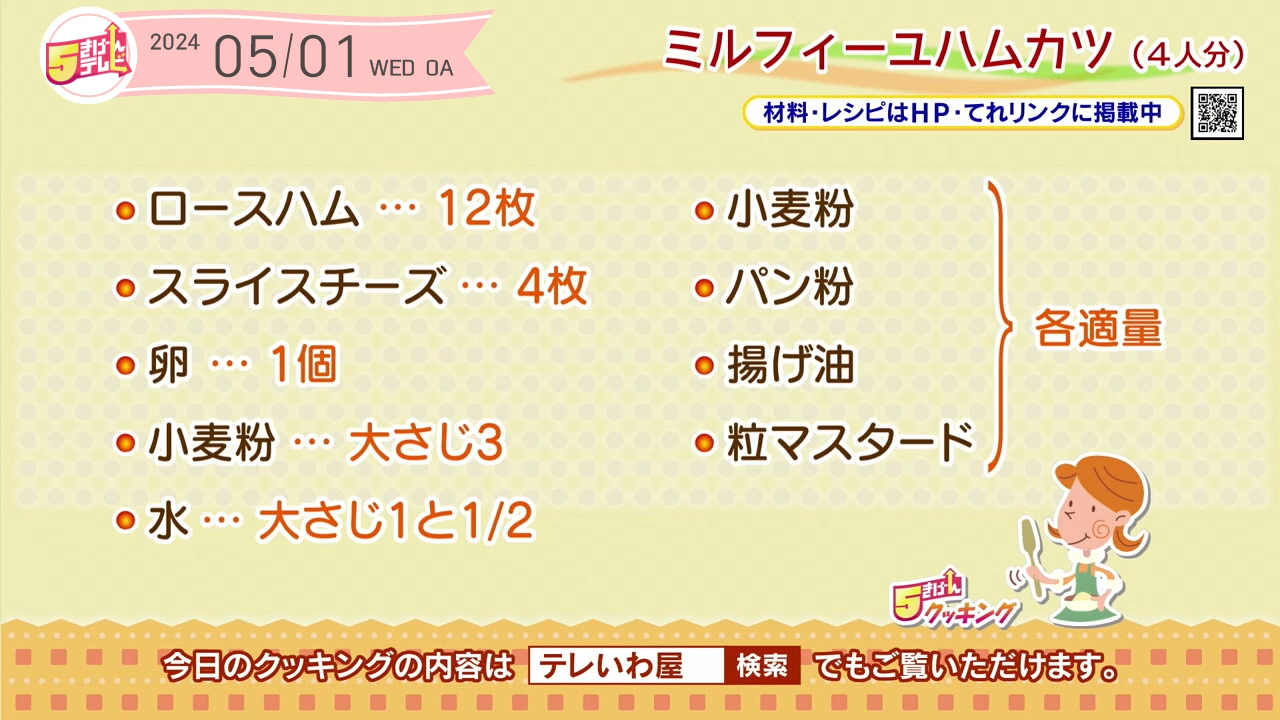 5きげんテレビ
2024 05/01 WED OA
ミルフィーユハムカツ（4人分）
材料・レシピはHP・てれリンクに掲載中
ロースハム … 12枚
スライスチーズ … 4枚
卵 … 1個
小麦粉 … 大さじ3
水 … 大さじ1と1/2
小麦粉
パン粉
揚げ油
粒マスタード
各適量
5きげんクッキング
今日のクッキングの内容は テレいわ屋 検索 でもご覧いただけます。